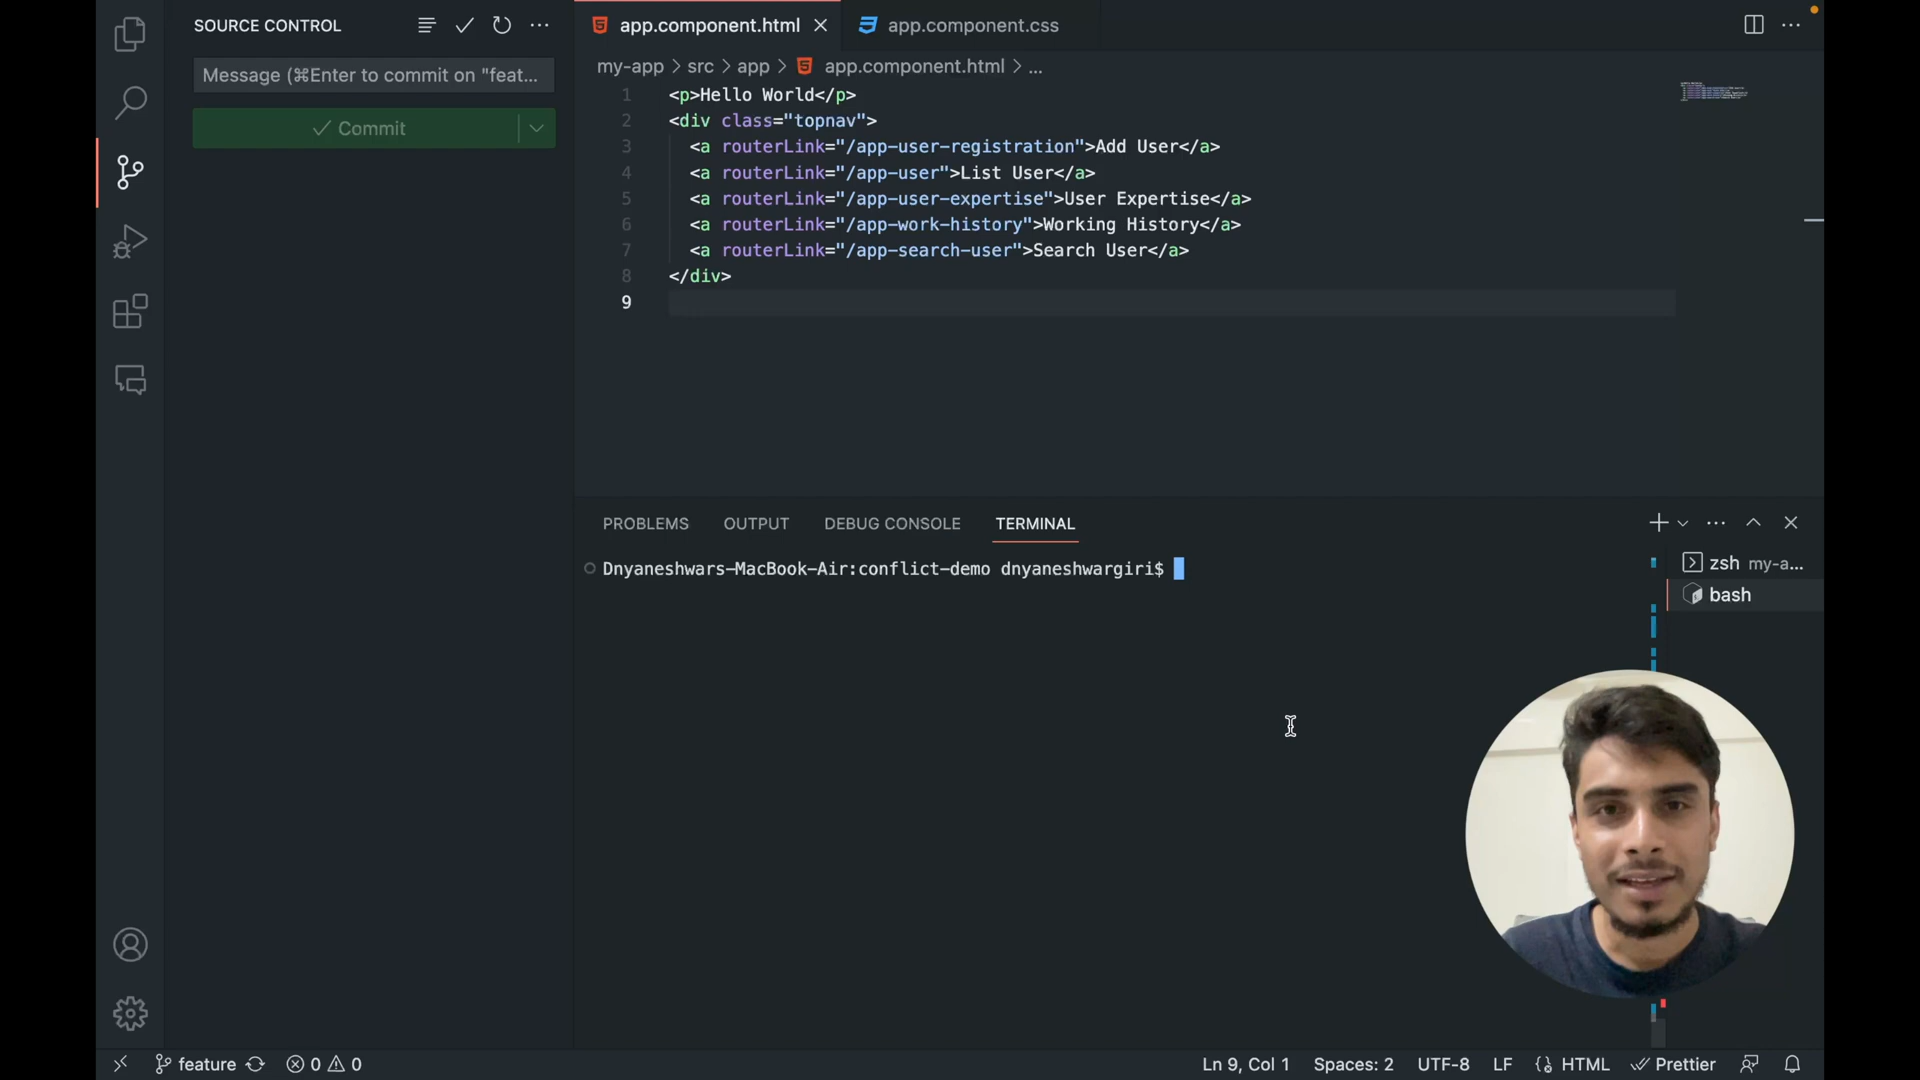 SOURCE CONTROL
Message (⌘Enter to commit on "feat...
Commit
app.component.html
app.component.css
my-app > src > app > app.component.html > ...
1 <p>Hello World</p>
2 <div class="topnav">
3 <a routerLink="/app-user-registration">Add User</a>
4 <a routerLink="/app-user">List User</a>
5 <a routerLink="/app-user-expertise">User Expertise</a>
6 <a routerLink="/app-work-history">Working History</a>
7 <a routerLink="/app-search-user">Search User</a>
8 </div>
9
PROBLEMS OUTPUT DEBUG CONSOLE TERMINAL
Dnyaneshwars-MacBook-Air:conflict-demo dnyaneshwargiri$
zsh my-a...
bash
feature 0 0 Ln 9, Col 1 Spaces: 2 UTF-8 LF HTML Prettier